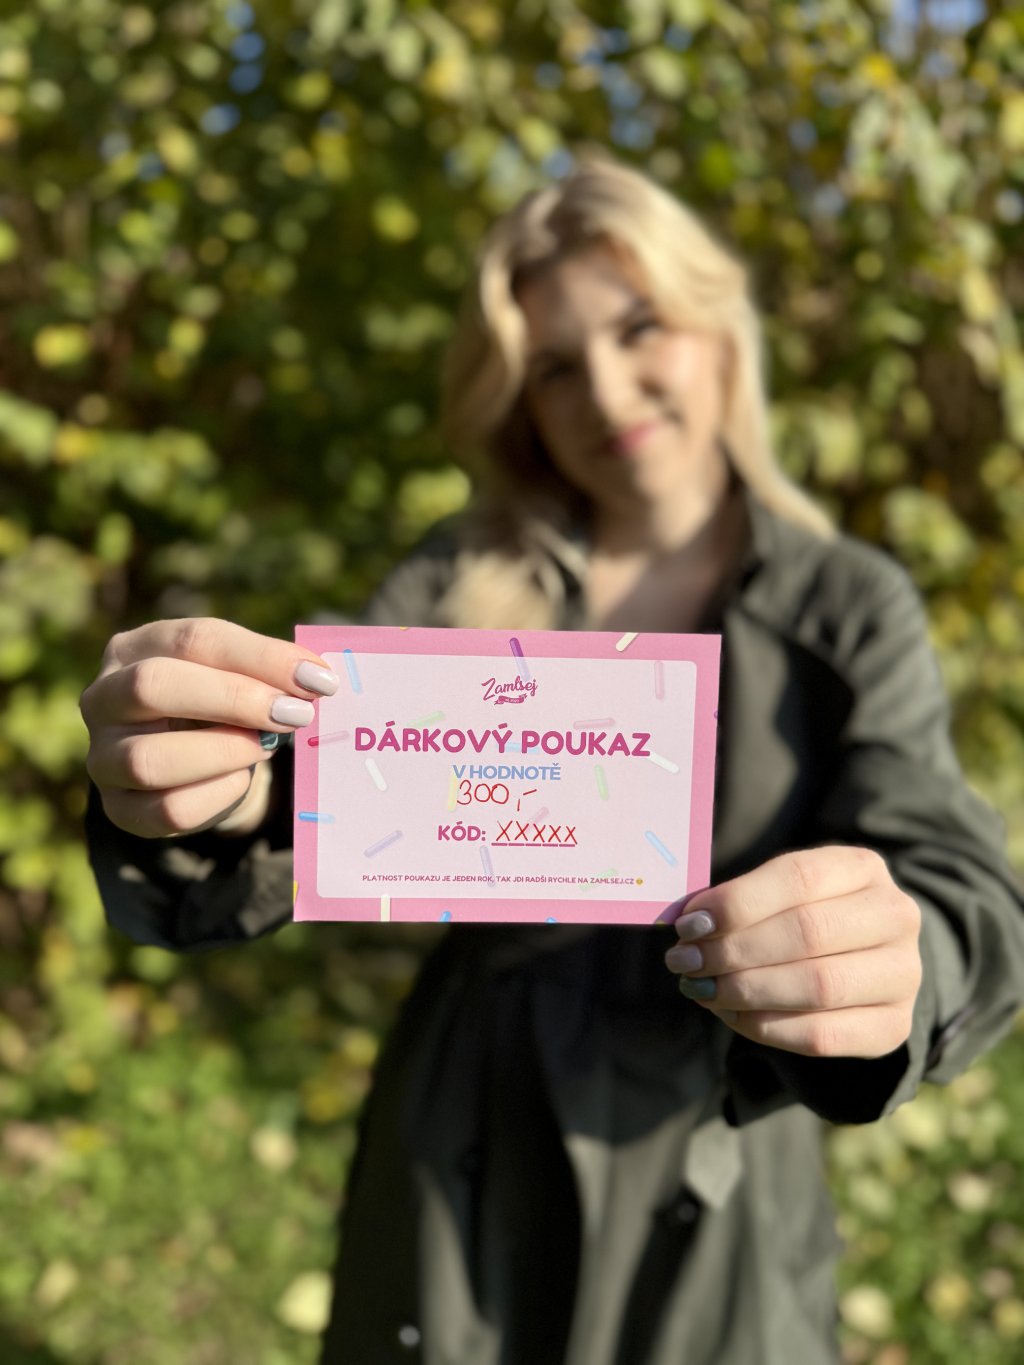 Zamlsej
DÁRKOVÝ POUKAZ
V HODNOTĚ
300,-
KÓD: XXXXX
PLATNOST POUKAZU JE JEDEN ROK, TAK JDI RADŠI RYCHLE NA ZAMLSEJ.CZ 😋